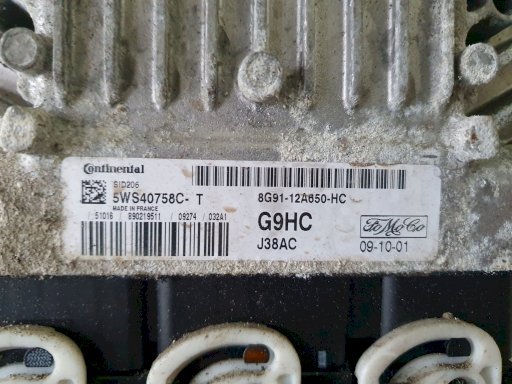 Continental
SID206
5WS40758C- T
MADE IN FRANCE
/ 51016 / 890219511 / 09274 / 032A1
8G91-12A650-HC
G9HC
J38AC
FoMoCo
09-10-01